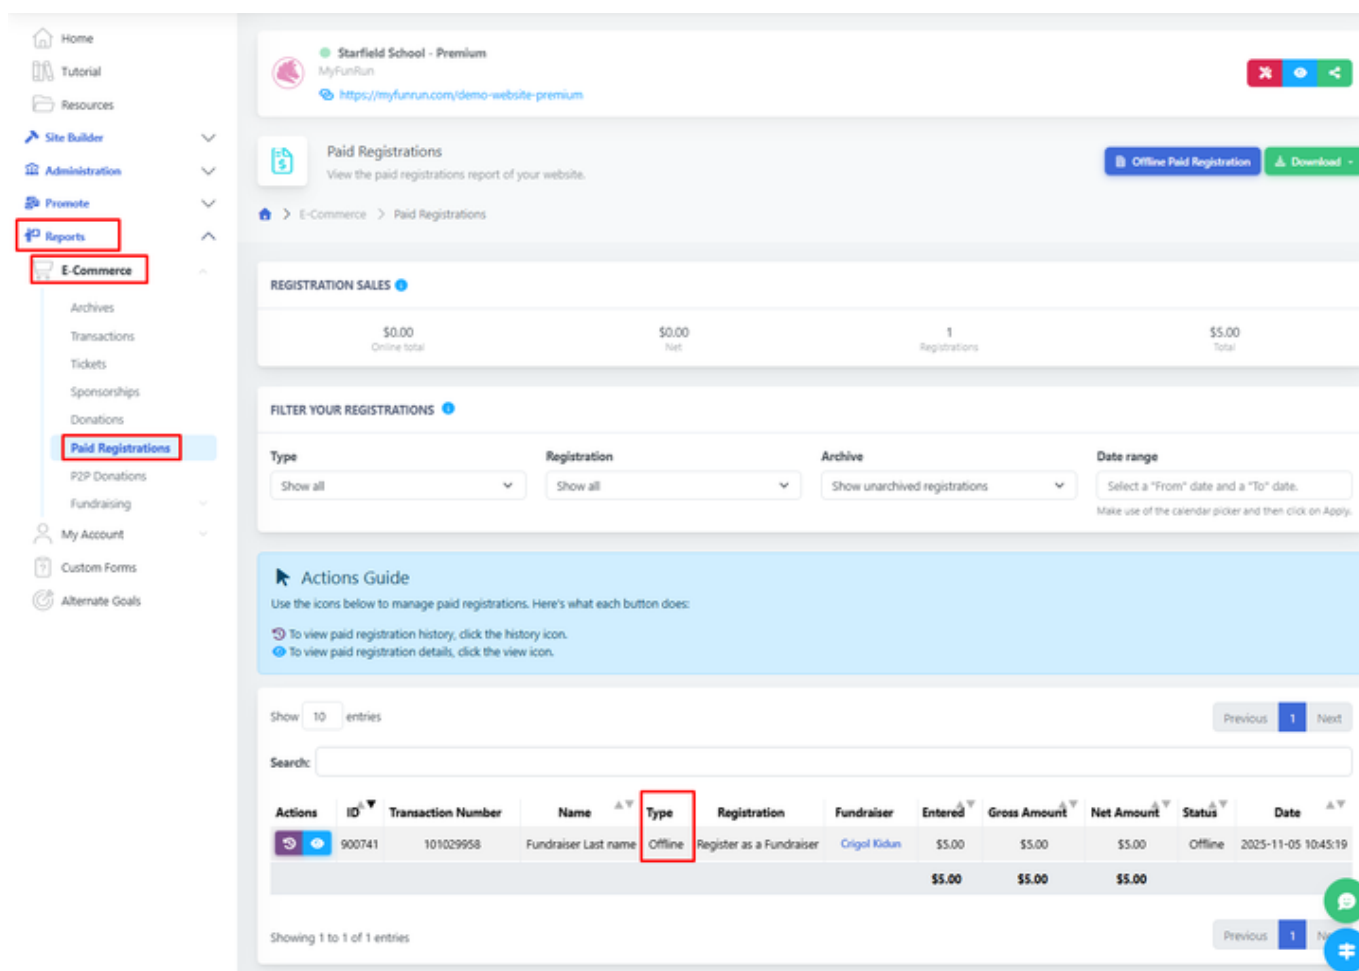 Home
Tutorial
Resources
Site Builder
Administration
Promote
Reports
E-Commerce
Archives
Transactions
Tickets
Sponsorships
Donations
Paid Registrations
P2P Donations
Fundraising
My Account
Custom Forms
Alternate Goals
Starfield School - Premium
MyFunRun
https://myfunrun.com/demo-website-premium
Paid Registrations
View the paid registrations report of your website.
Offline Paid Registration
Download
E-Commerce > Paid Registrations
REGISTRATION SALES
$0.00 $0.00 1 $5.00
Online total Net Registrations Total
FILTER YOUR REGISTRATIONS
Type Registration Archive Date range
Show all Show all Show unarchived registrations Select a "From" date and a "To" date.
Make use of the calendar picker and then click on Apply.
Actions Guide
Use the icons below to manage paid registrations. Here's what each button does:
To view paid registration history, click the history icon.
To view paid registration details, click the view icon.
Show 10 entries
Previous 1 Next
Search:
Actions ID Transaction Number Name Type Registration Fundraiser Entered Gross Amount Net Amount Status Date
900741 101029958 Fundraiser Last name Offline Register as a Fundraiser Crigol Kidun $5.00 $5.00 $5.00 Offline 2025-11-05 10:45:19
$5.00 $5.00 $5.00
Showing 1 to 1 of 1 entries
Previous 1